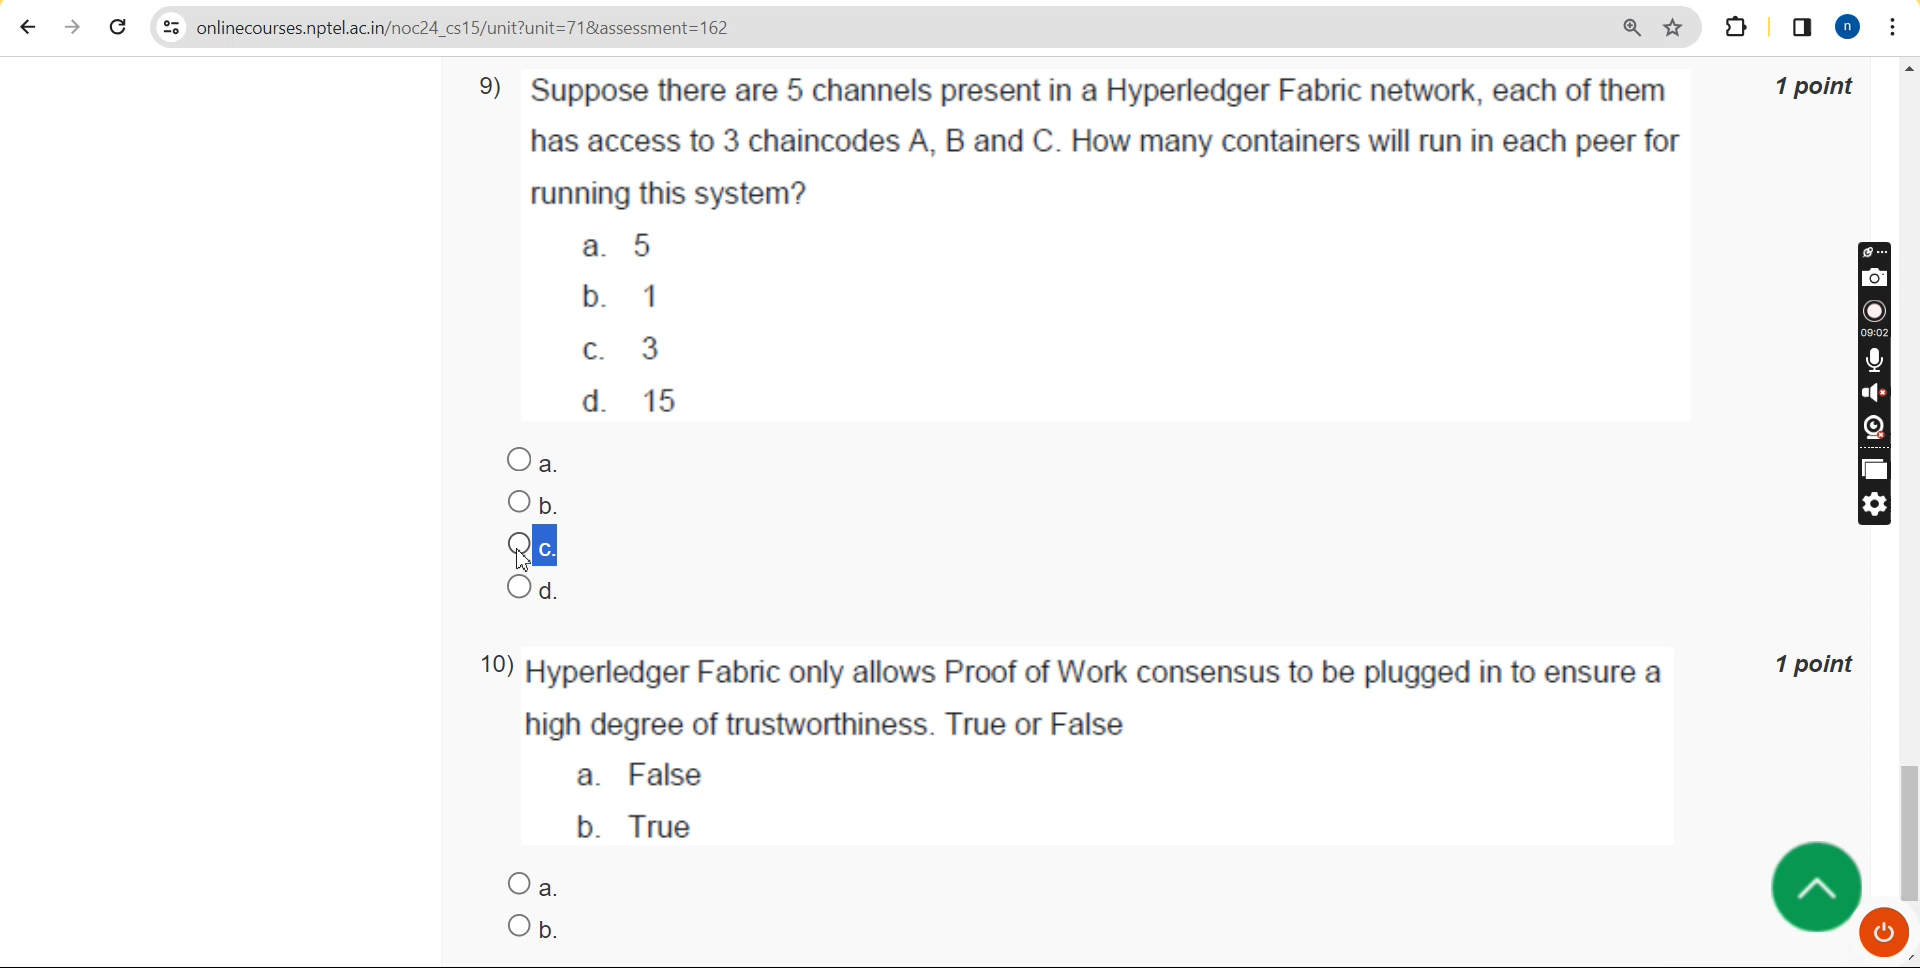 onlinecourses.nptel.ac.in/noc24_cs15/unit?unit=71&assessment=162
n
9) Suppose there are 5 channels present in a Hyperledger Fabric network, each of them 1 point
has access to 3 chaincodes A, B and C. How many containers will run in each peer for
running this system?
a. 5
b. 1
c. 3
d. 15
a.
b.
c.
d.
09:02
10) Hyperledger Fabric only allows Proof of Work consensus to be plugged in to ensure a 1 point
high degree of trustworthiness. True or False
a. False
b. True
a.
b.